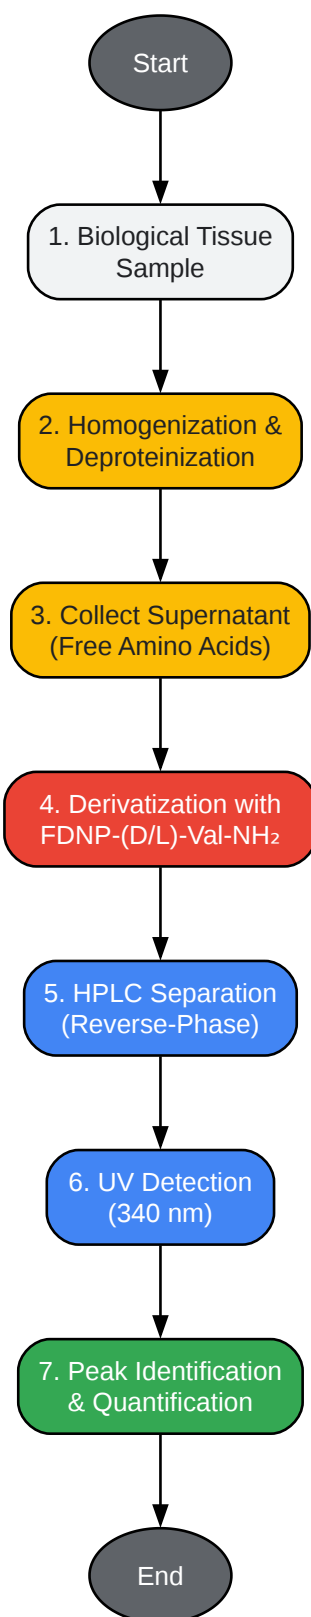 Start
1. Biological Tissue
Sample
2. Homogenization &
Deproteinization
3. Collect Supernatant
(Free Amino Acids)
4. Derivatization with
FDNP-(D/L)-Val-NH₂
5. HPLC Separation
(Reverse-Phase)
6. UV Detection
(340 nm)
7. Peak Identification
& Quantification
End